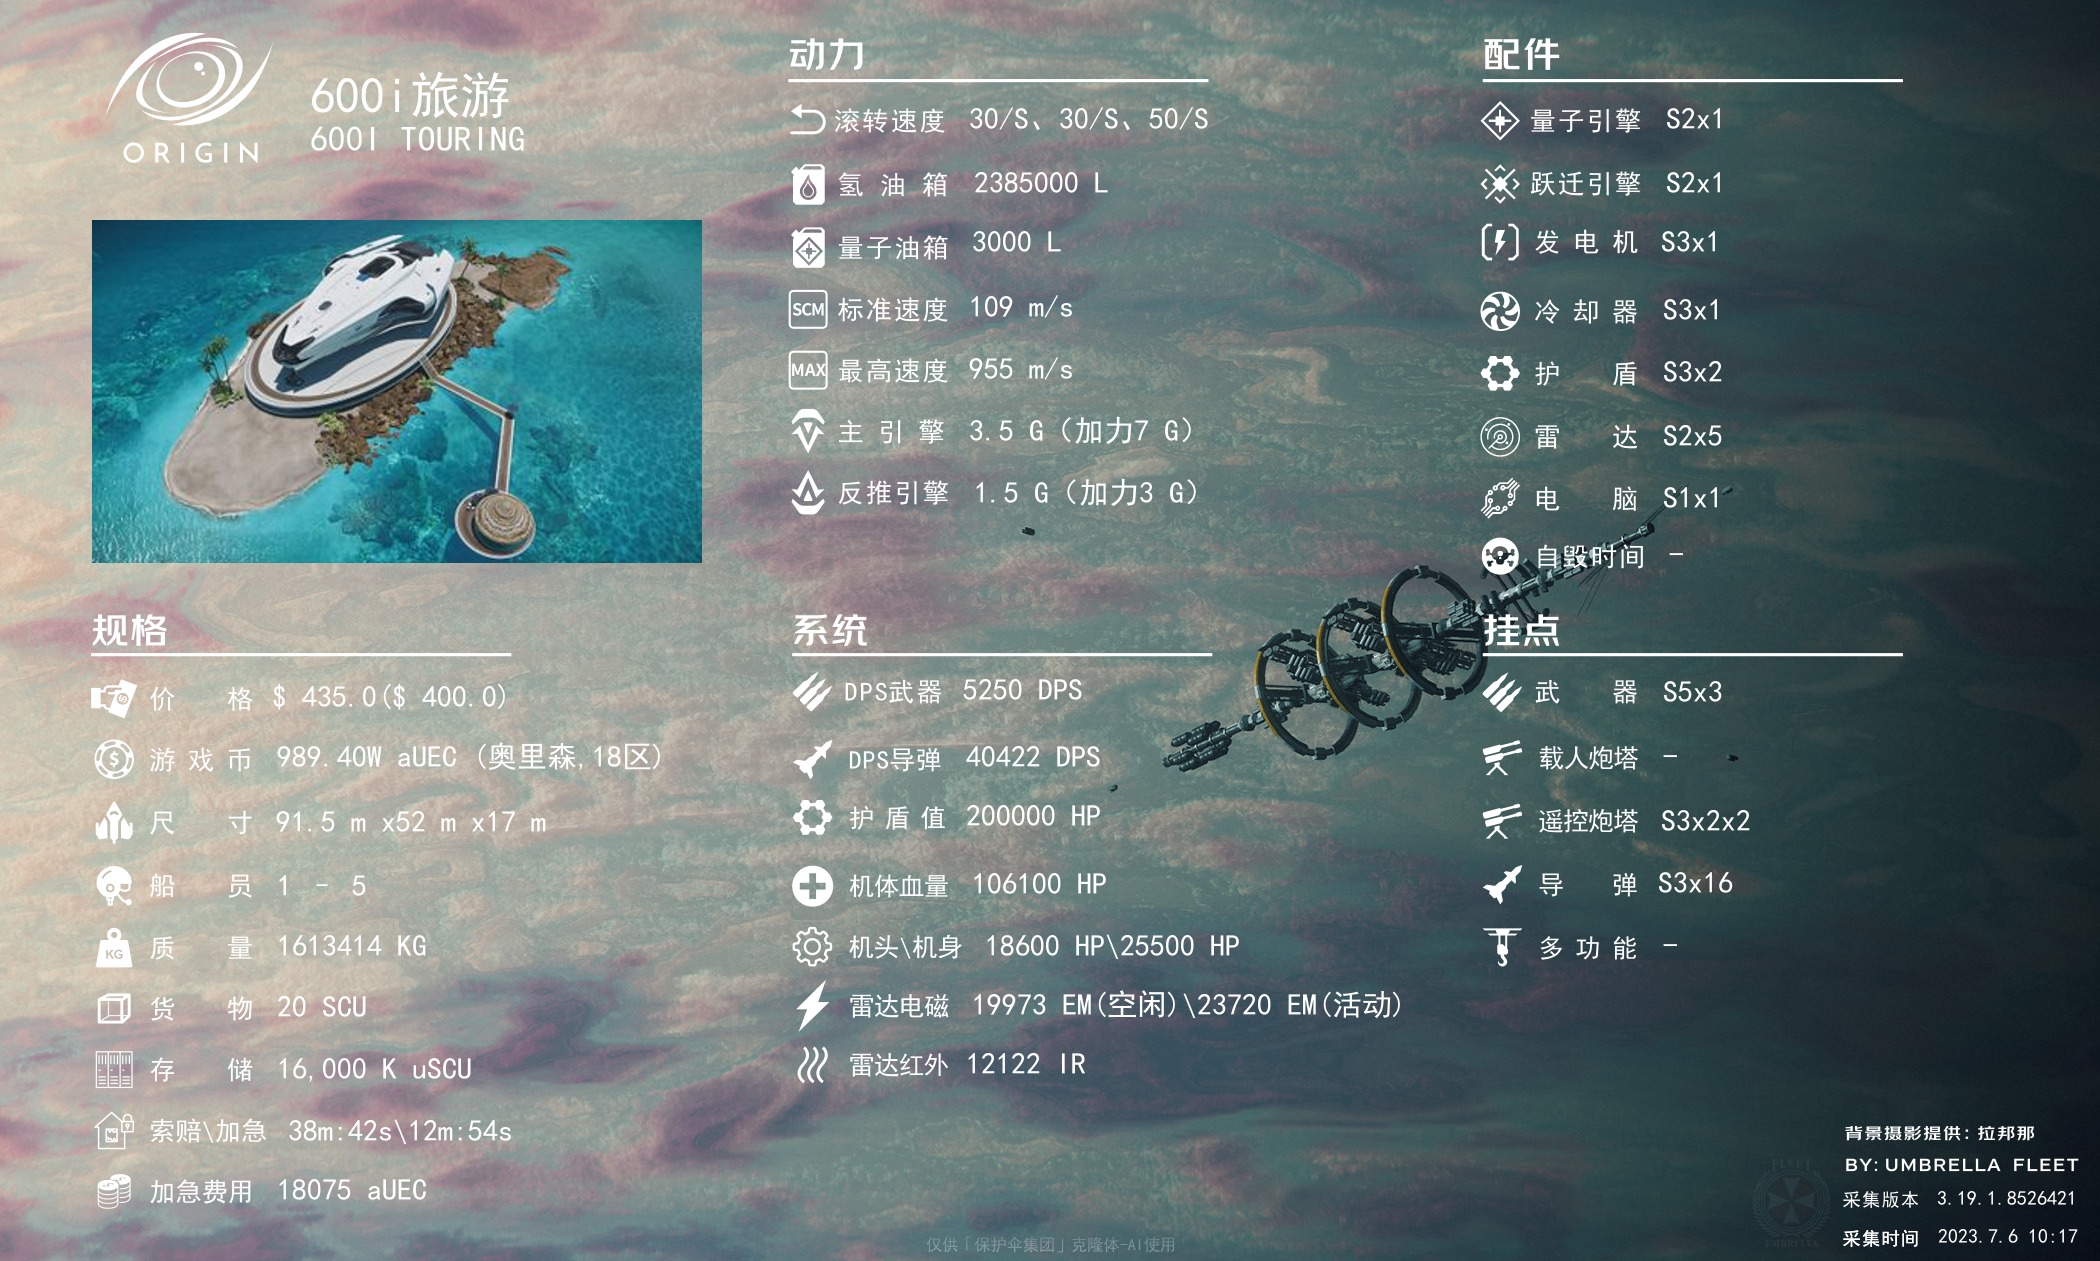 ORIGIN
600i旅游
600I TOURING
规格
价格 $ 435.0($ 400.0)
游戏币 989.40W aUEC (奥里森,18区)
尺寸 91.5 m x52 m x17 m
船员 1 - 5
KG 质量 1613414 KG
货物 20 SCU
存储 16,000 K uSCU
索赔\加急 38m:42s\12m:54s
加急费用 18075 aUEC
动力
滚转速度 30/S、30/S、50/S
氢油箱 2385000 L
量子油箱 3000 L
SCM 标准速度 109 m/s
MAX 最高速度 955 m/s
主引擎 3.5 G（加力7 G）
反推引擎 1.5 G（加力3 G）
系统
DPS武器 5250 DPS
DPS导弹 40422 DPS
护盾值 200000 HP
机体血量 106100 HP
机头\机身 18600 HP\25500 HP
雷达电磁 19973 EM(空闲)\23720 EM(活动)
雷达红外 12122 IR
配件
量子引擎 S2x1
跃迁引擎 S2x1
发电机 S3x1
冷却器 S3x1
护盾 S3x2
雷达 S2x5
电脑 S1x1
自毁时间 -
挂点
武器 S5x3
载人炮塔 -
遥控炮塔 S3x2x2
导弹 S3x16
多功能 -
背景摄影提供：拉邦那
BY: UMBRELLA FLEET
采集版本 3.19.1.8526421
采集时间 2023.7.6 10:17
FLEET
UMBRELLA
仅供「保护伞集团」克隆体-AI使用